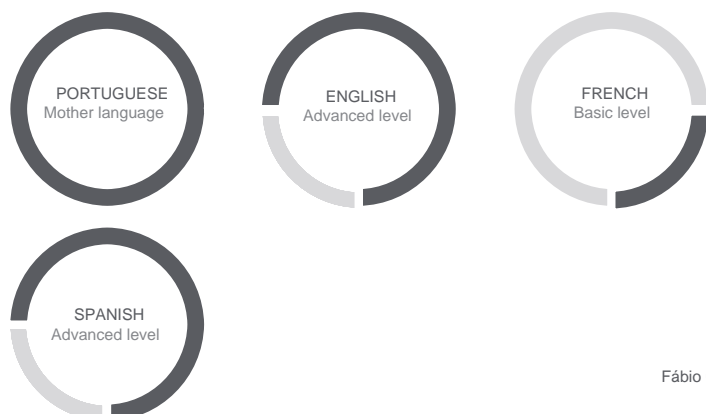 PORTUGUESE
Mother language
ENGLISH
Advanced level
FRENCH
Basic level
SPANISH
Advanced level
Fábio